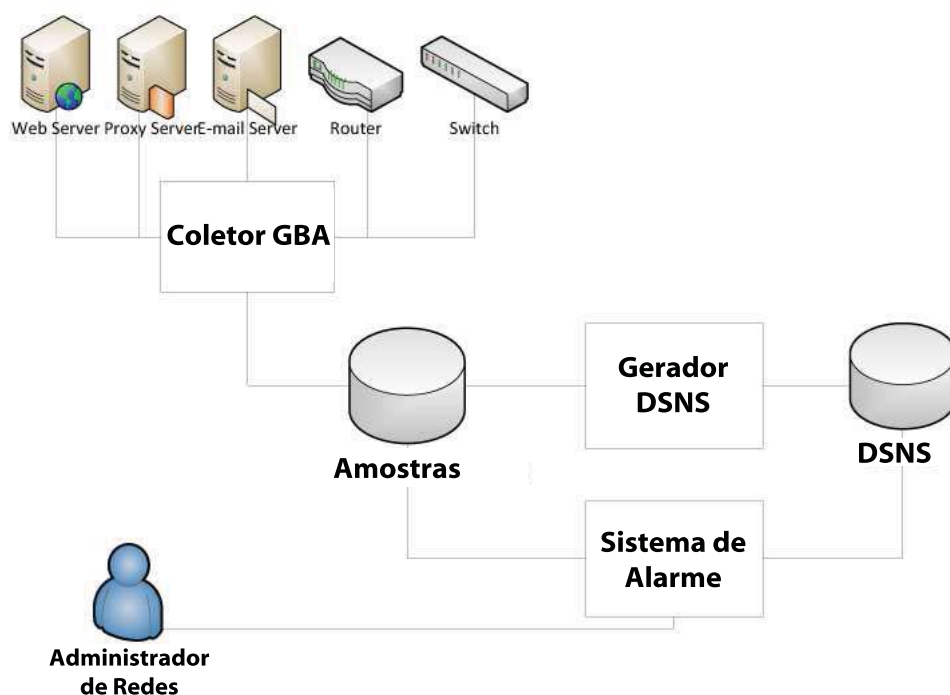 Web Server Proxy Server E-mail Server Router Switch
Coletor GBA
Gerador
DSNS
Amostras
DSNS
Sistema de
Alarme
Administrador
de Redes